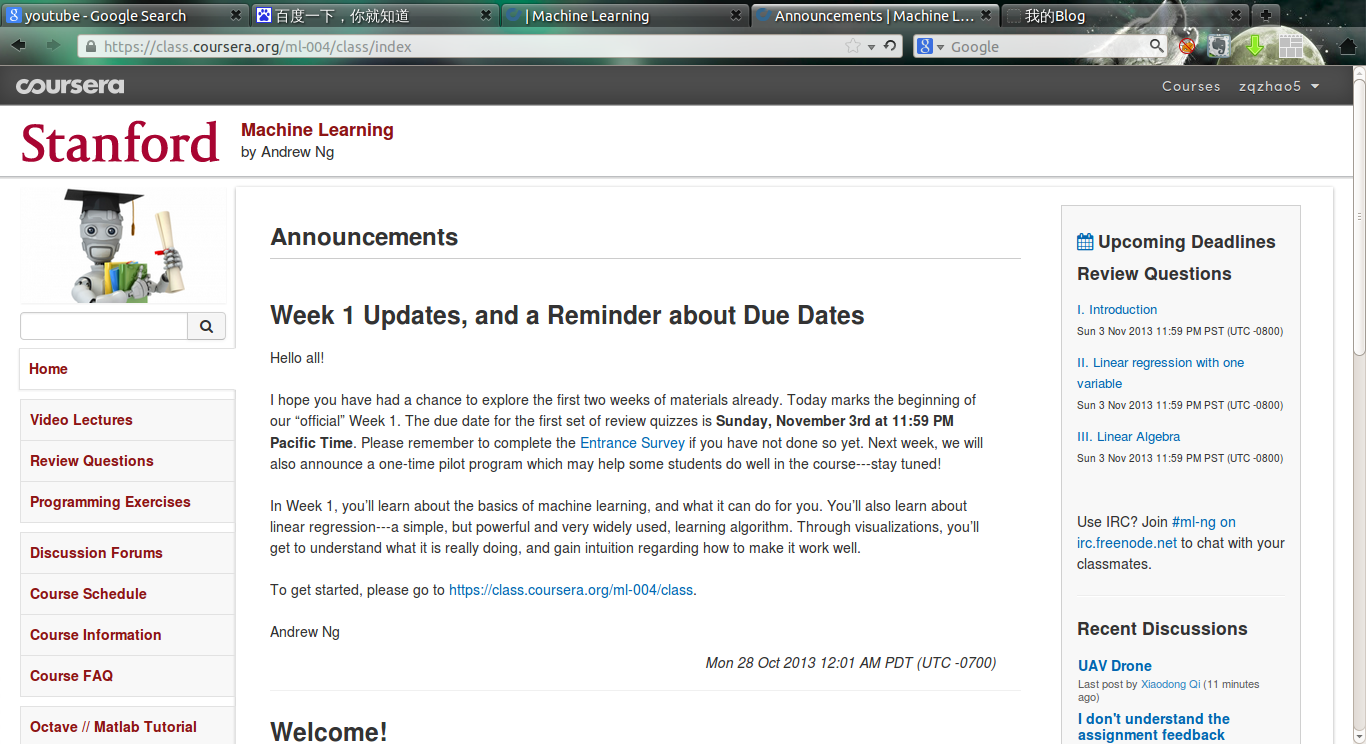 youtube - Google Search
百度一下，你就知道
| Machine Learning
Announcements | Machine L...
我的Blog
https://class.coursera.org/ml-004/class/index
Google
coursera
Courses
zqzhao5
Stanford
Machine Learning
by Andrew Ng
Home
Video Lectures
Review Questions
Programming Exercises
Discussion Forums
Course Schedule
Course Information
Course FAQ
Octave // Matlab Tutorial
Announcements
Week 1 Updates, and a Reminder about Due Dates
Hello all!
I hope you have had a chance to explore the first two weeks of materials already. Today marks the beginning of
our “official” Week 1. The due date for the first set of review quizzes is Sunday, November 3rd at 11:59 PM
Pacific Time. Please remember to complete the Entrance Survey if you have not done so yet. Next week, we will
also announce a one-time pilot program which may help some students do well in the course---stay tuned!
In Week 1, you’ll learn about the basics of machine learning, and what it can do for you. You’ll also learn about
linear regression---a simple, but powerful and very widely used, learning algorithm. Through visualizations, you’ll
get to understand what it is really doing, and gain intuition regarding how to make it work well.
To get started, please go to https://class.coursera.org/ml-004/class.
Andrew Ng
Mon 28 Oct 2013 12:01 AM PDT (UTC -0700)
Welcome!
Upcoming Deadlines
Review Questions
I. Introduction
Sun 3 Nov 2013 11:59 PM PST (UTC -0800)
II. Linear regression with one
variable
Sun 3 Nov 2013 11:59 PM PST (UTC -0800)
III. Linear Algebra
Sun 3 Nov 2013 11:59 PM PST (UTC -0800)
Use IRC? Join #ml-ng on
irc.freenode.net to chat with your
classmates.
Recent Discussions
UAV Drone
Last post by Xiaodong Qi (11 minutes
ago)
I don't understand the
assignment feedback